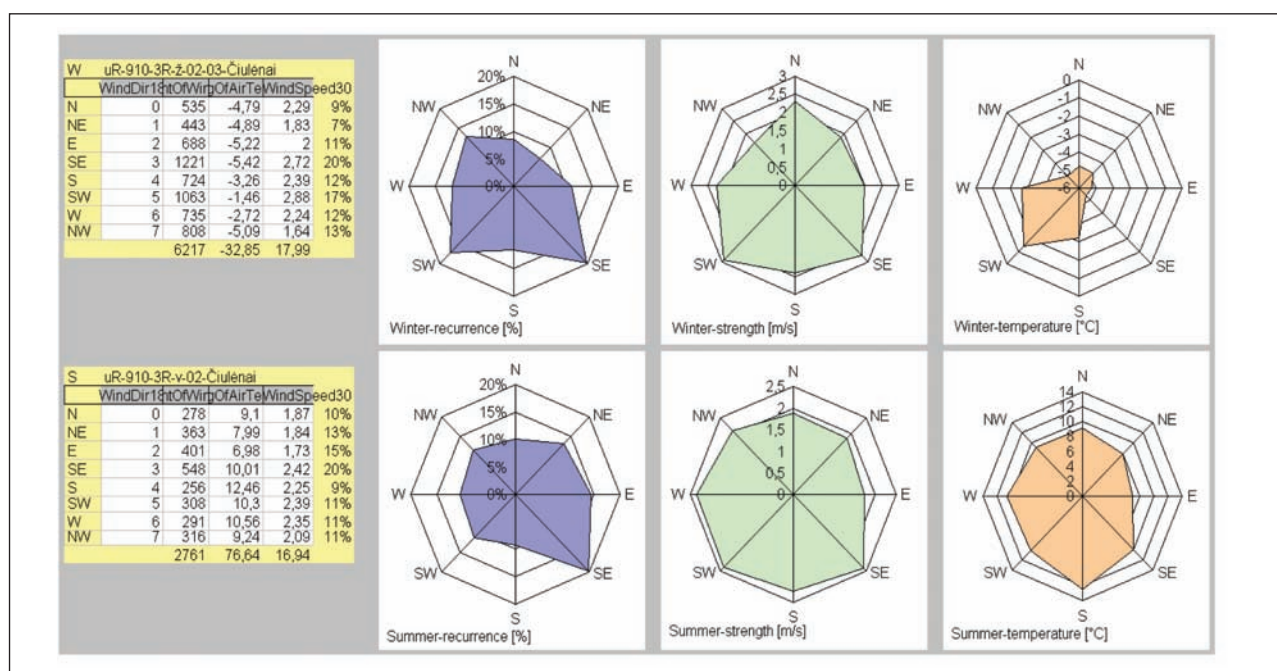 W uR-910-3R-ž-02-03-Čiulėnai
WindDir18 ntOfWin gOfAirTe WindSpeed30
N 0 535 -4,79 2,29 9%
NE 1 443 -4,89 1,83 7%
E 2 688 -5,22 2 11%
SE 3 1221 -5,42 2,72 20%
S 4 724 -3,26 2,39 12%
SW 5 1063 -1,46 2,88 17%
W 6 735 -2,72 2,24 12%
NW 7 808 -5,09 1,64 13%
6217 -32,85 17,99
N
20%
NW NE
15%
10%
5%
W 0% E
SW SE
S
Winter-recurrence [%]
N
3
2,5
NW NE
2
1,5
1
0,5
W 0 E
SW SE
S
Winter-strength [m/s]
N
0
-1
NW NE
-2
-3
-4
-5
W -6 E
SW SE
S
Winter-temperature [°C]
S uR-910-3R-v-02-Čiulėnai
WindDir18 ntOfWin gOfAirTe WindSpeed30
N 0 278 9,1 1,87 10%
NE 1 363 7,99 1,84 13%
E 2 401 6,98 1,73 15%
SE 3 548 10,01 2,42 20%
S 4 256 12,46 2,25 9%
SW 5 308 10,3 2,39 11%
W 6 291 10,56 2,35 11%
NW 7 316 9,24 2,09 11%
2761 76,64 16,94
N
20%
NW NE
15%
10%
5%
W 0% E
SW SE
S
Summer-recurrence [%]
N
2,5
NW NE
2
1,5
1
0,5
W 0 E
SW SE
S
Summer-strength [m/s]
N
14
12
NW NE
10
8
6
4
2
W 0 E
SW SE
S
Summer-temperature [°C]